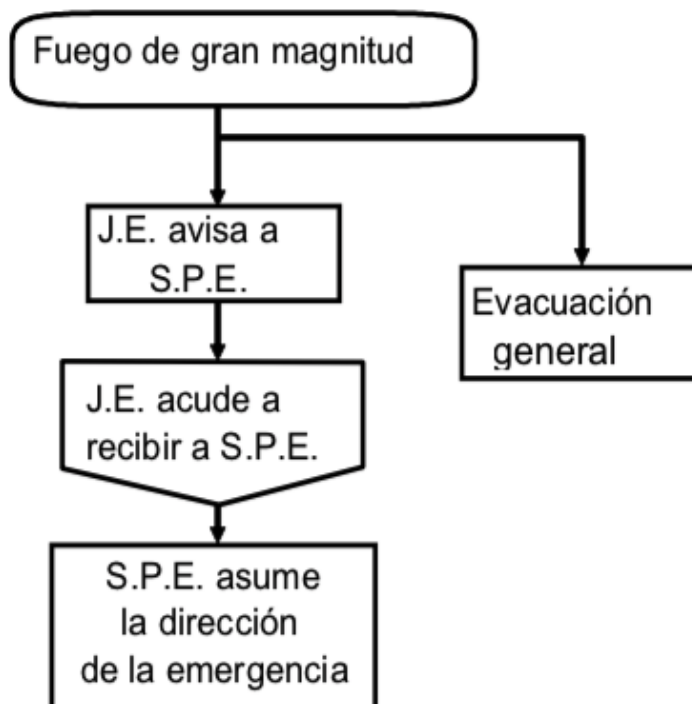 Fuego de gran magnitud
J.E. avisa a
S.P.E.
Evacuación
general
J.E. acude a
recibir a S.P.E.
S.P.E. asume
la dirección
de la emergencia